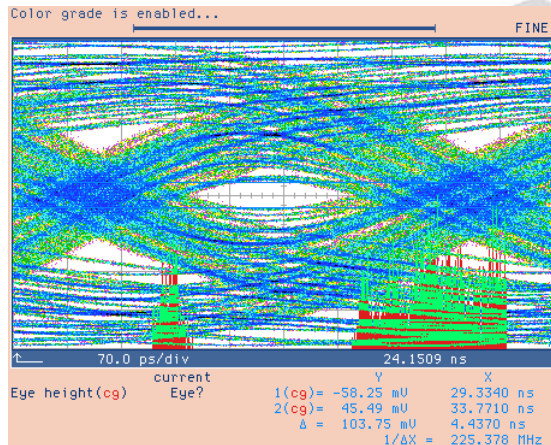 Color grade is enabled...
FINE
70.0 ps/div 24.1509 ns
current Y X
Eye height(cg) Eye? 1(cg)= -58.25 mV 29.3340 ns
2(cg)= 45.49 mV 33.7710 ns
Δ = 103.75 mV 4.4370 ns
1/ΔX = 225.378 MHz